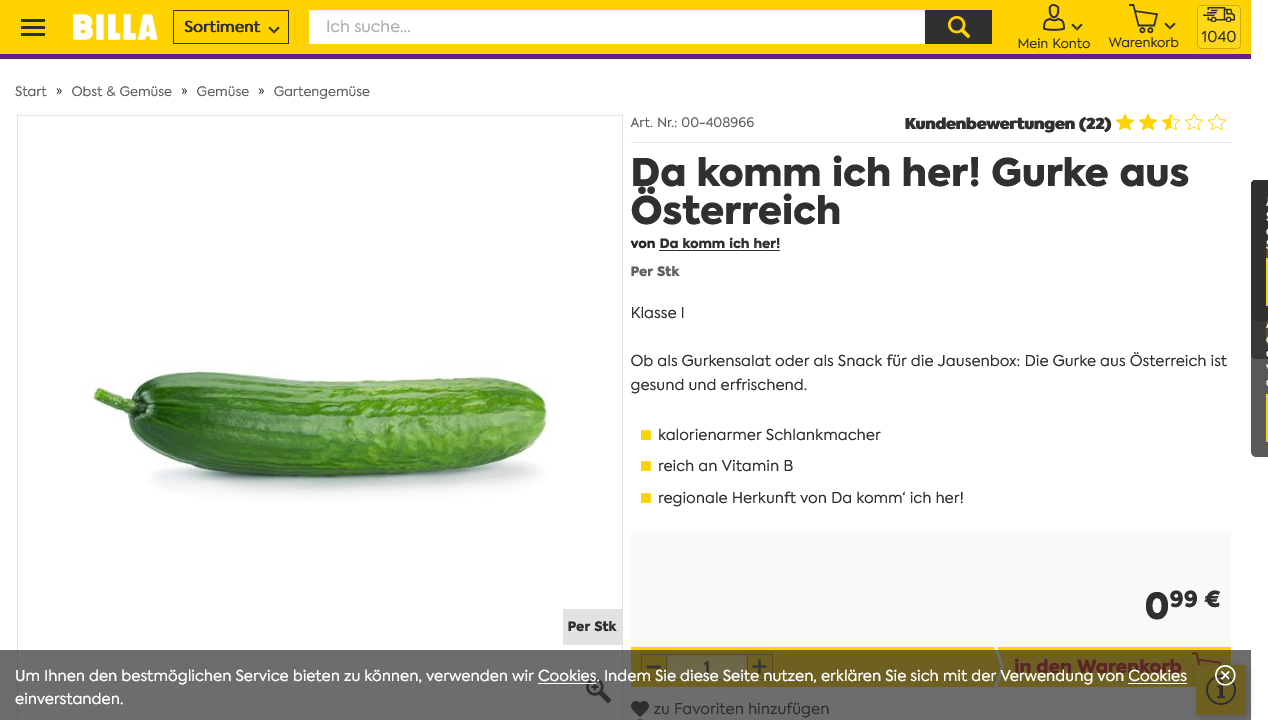 BILLA
Sortiment
Ich suche...
Mein Konto
Warenkorb
1040
Start » Obst & Gemüse » Gemüse » Gartengemüse
Art. Nr.: 00-408966
Kundenbewertungen (22)
Da komm ich her! Gurke aus
Österreich
von Da komm ich her!
Per Stk
Klasse I
Ob als Gurkensalat oder als Snack für die Jausenbox: Die Gurke aus Österreich ist
gesund und erfrischend.
kalorienarmer Schlankmacher
reich an Vitamin B
regionale Herkunft von Da komm‘ ich her!
0 99 €
Per Stk
1
in den Warenkorb
Um Ihnen den bestmöglichen Service bieten zu können, verwenden wir Cookies. Indem Sie diese Seite nutzen, erklären Sie sich mit der Verwendung von Cookies
einverstanden.
zu Favoriten hinzufügen